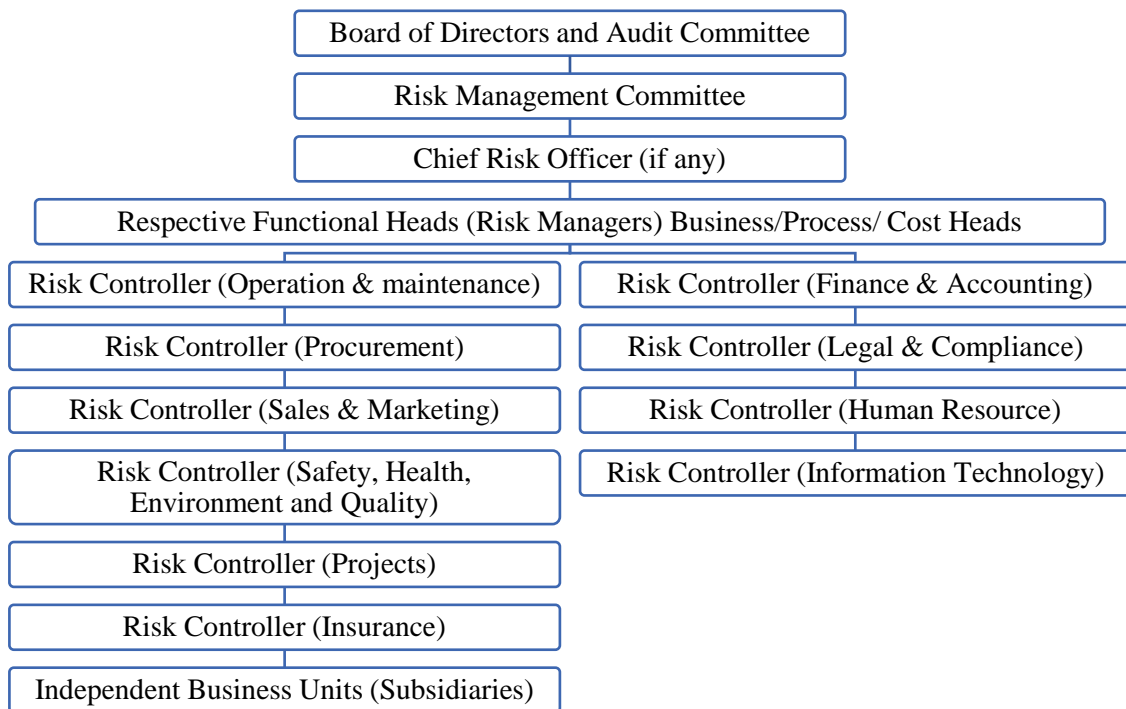 Board of Directors and Audit Committee
Risk Management Committee
Chief Risk Officer (if any)
Respective Functional Heads (Risk Managers) Business/Process/ Cost Heads
Risk Controller (Operation & maintenance)
Risk Controller (Procurement)
Risk Controller (Sales & Marketing)
Risk Controller (Safety, Health,
Environment and Quality)
Risk Controller (Projects)
Risk Controller (Insurance)
Independent Business Units (Subsidiaries)
Risk Controller (Finance & Accounting)
Risk Controller (Legal & Compliance)
Risk Controller (Human Resource)
Risk Controller (Information Technology)